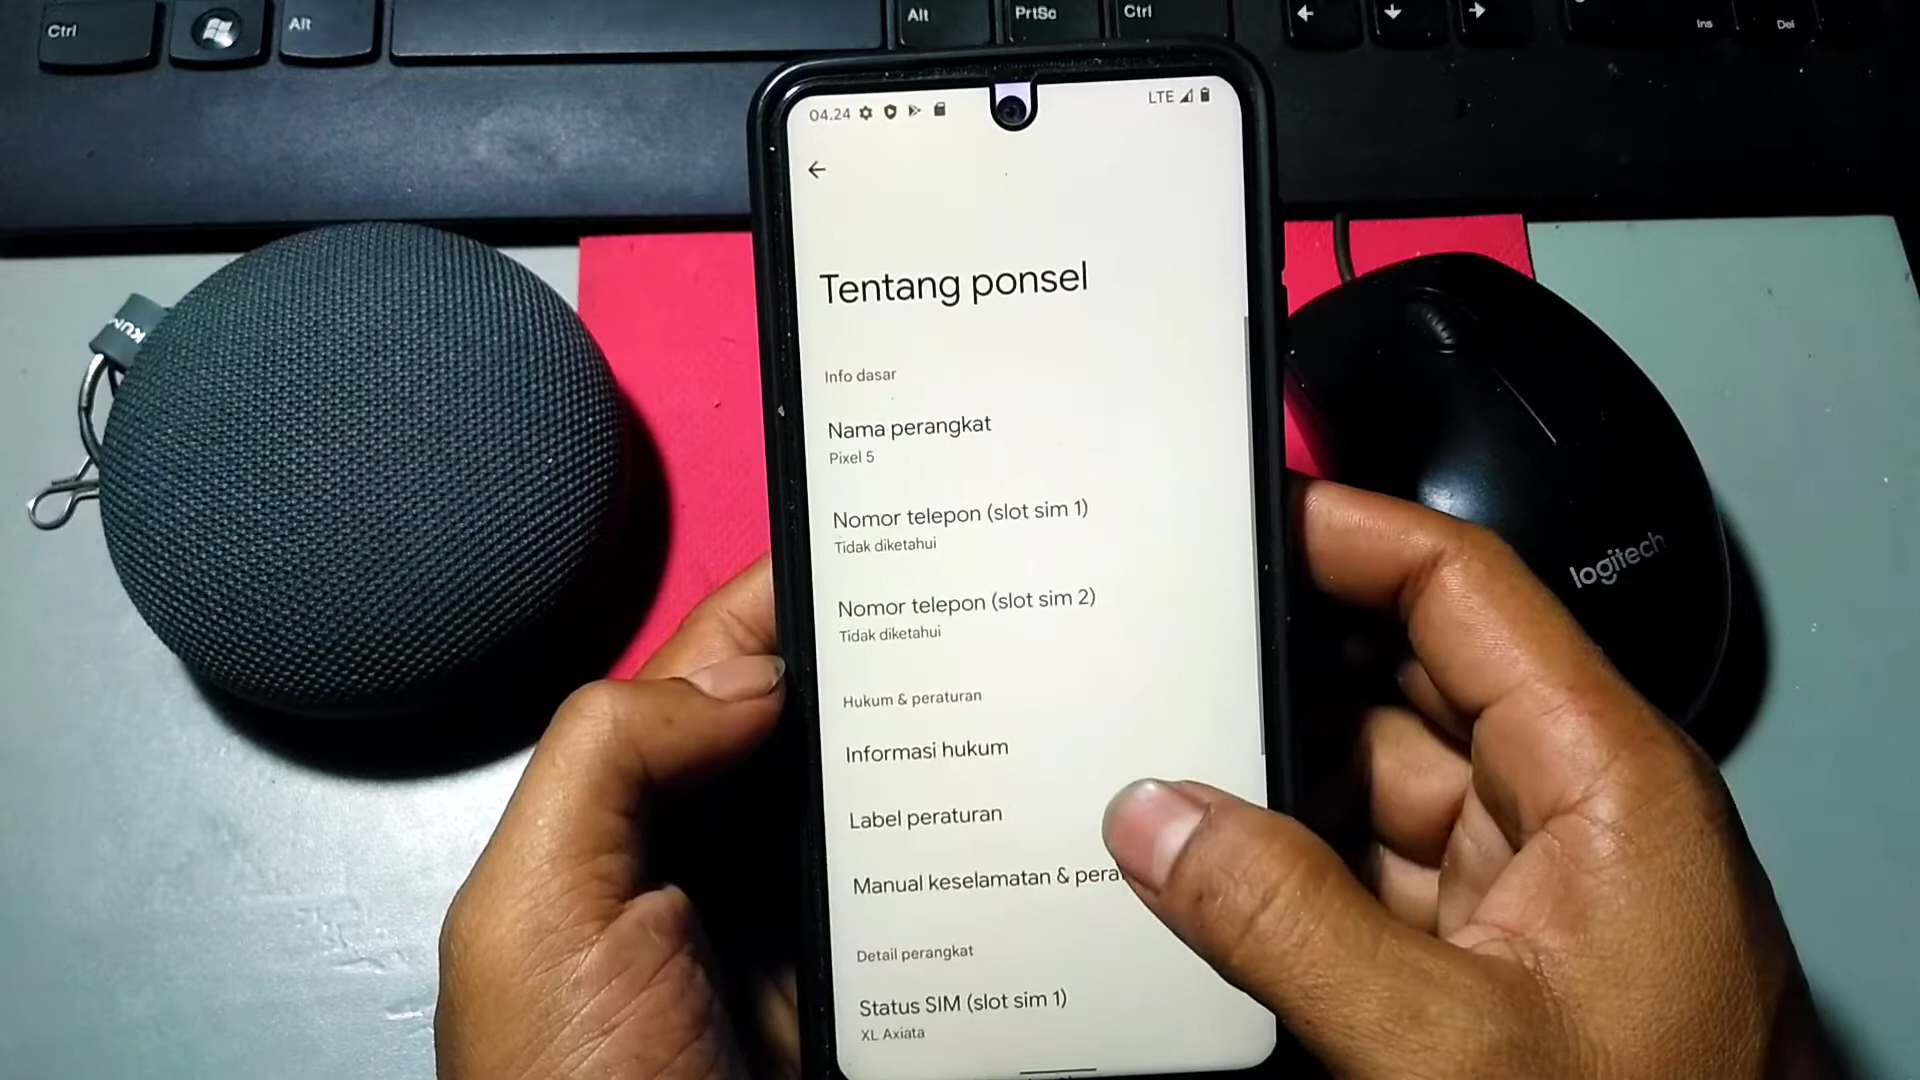 Ctrl
Alt
Alt
PrtSc
Ctrl
Ins
Del
04.24
LTE
Tentang ponsel
Info dasar
Nama perangkat
Pixel 5
Nomor telepon (slot sim 1)
Tidak diketahui
Nomor telepon (slot sim 2)
Tidak diketahui
Hukum & peraturan
Informasi hukum
Label peraturan
Manual keselamatan &
Detail perangkat
Status SIM (slot sim 1)
XL Axiata
logitech